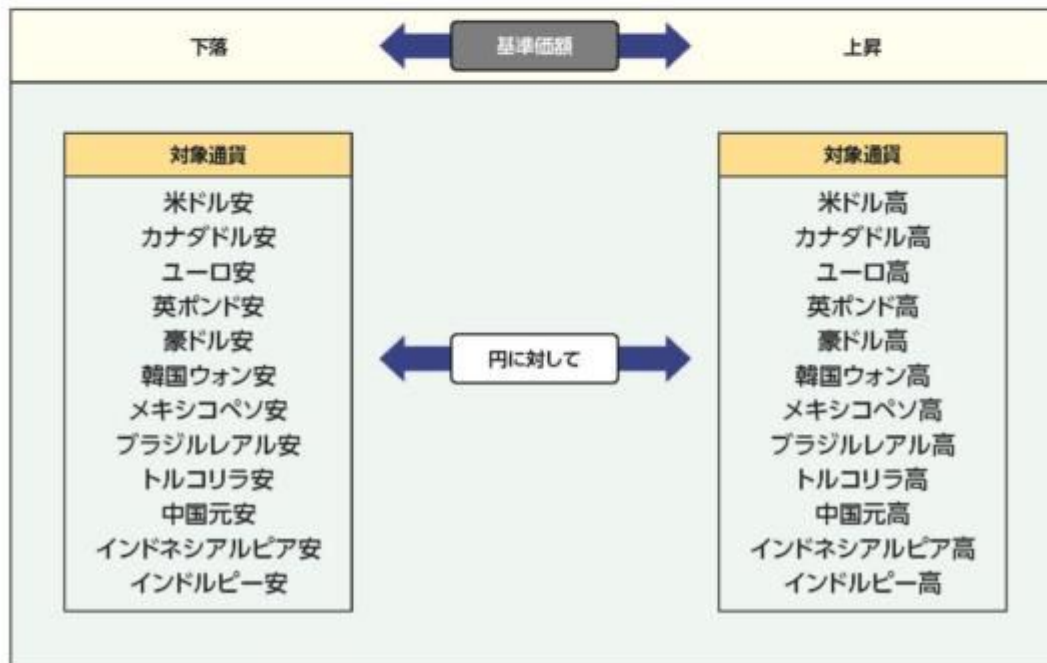 下落
基準価額
上昇
対象通貨
米ドル安
カナダドル安
ユーロ安
英ポンド安
豪ドル安
韓国ウォン安
メキシコペソ安
ブラジルレアル安
トルコリラ安
中国元安
インドネシアルピア安
インドルピー安
円に対して
対象通貨
米ドル高
カナダドル高
ユーロ高
英ポンド高
豪ドル高
韓国ウォン高
メキシコペソ高
ブラジルレアル高
トルコリラ高
中国元高
インドネシアルピア高
インドルピー高